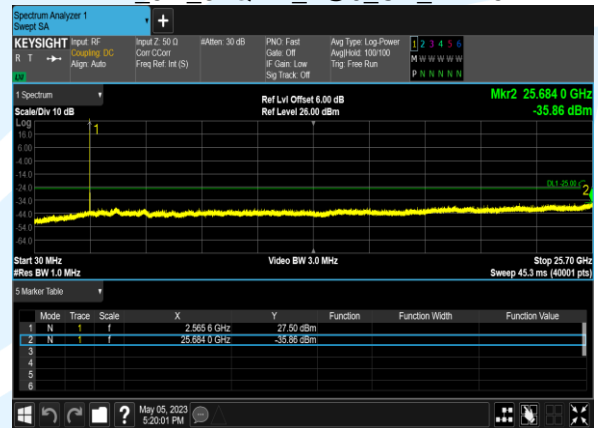 Spectrum Analyzer 1
Swept SA
+
KEYSIGHT Input: RF Input Z: 50 Ω #Atten: 30 dB PNO: Fast Avg Type: Log-Power 1 2 3 4 5 6
R T Coupling: DC Corr CCorr Gate: Off Avg|Hold: 100/100 M W W W W W
Align: Auto Freq Ref: Int (S) IF Gain: Low Trig: Free Run
LXI Sig Track: Off P N N N N N
1 Spectrum Ref Lvl Offset 6.00 dB Mkr2 25.684 0 GHz
Scale/Div 10 dB Ref Level 26.00 dBm -35.86 dBm
Log
16.0
6.00
-4.00
-14.0
-24.0
-34.0
-44.0
-54.0
-64.0
1
2
Start 30 MHz Video BW 3.0 MHz Stop 25.70 GHz
#Res BW 1.0 MHz Sweep 45.3 ms (40001 pts)
5 Marker Table
Mode Trace Scale X Y Function Function Width Function Value
1 N 1 f 2.565 6 GHz 27.50 dBm
2 N 1 f 25.684 0 GHz -35.86 dBm
3
4
5
6
? May 05, 2023
5:20:01 PM